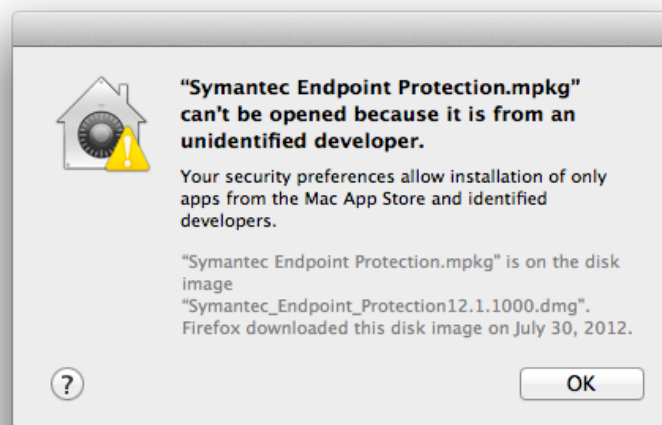 “Symantec Endpoint Protection.mpkg”
can’t be opened because it is from an
unidentified developer.
Your security preferences allow installation of only
apps from the Mac App Store and identified
developers.
“Symantec Endpoint Protection.mpkg” is on the disk
image
“Symantec_Endpoint_Protection12.1.1000.dmg”.
Firefox downloaded this disk image on July 30, 2012.
?
OK